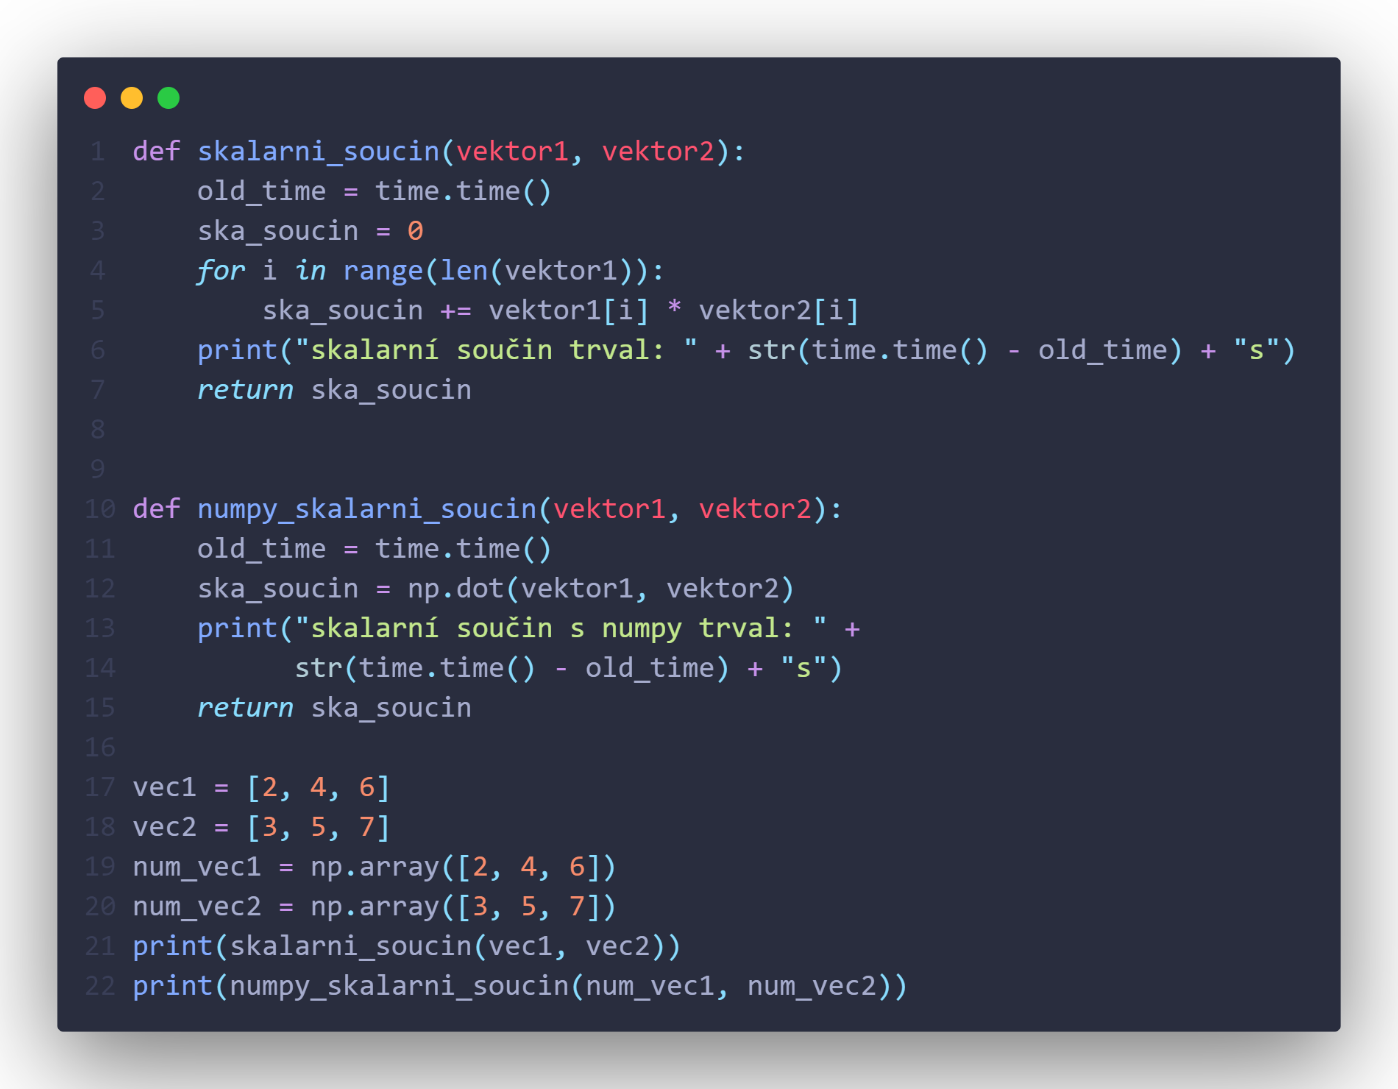 1 def skalarni_soucin(vektor1, vektor2):
2     old_time = time.time()
3     ska_soucin = 0
4     for i in range(len(vektor1)):
5         ska_soucin += vektor1[i] * vektor2[i]
6     print("skalarní součin trval: " + str(time.time() - old_time) + "s")
7     return ska_soucin
8
9
10 def numpy_skalarni_soucin(vektor1, vektor2):
11     old_time = time.time()
12     ska_soucin = np.dot(vektor1, vektor2)
13     print("skalarní součin s numpy trval: " +
14           str(time.time() - old_time) + "s")
15     return ska_soucin
16
17 vec1 = [2, 4, 6]
18 vec2 = [3, 5, 7]
19 num_vec1 = np.array([2, 4, 6])
20 num_vec2 = np.array([3, 5, 7])
21 print(skalarni_soucin(vec1, vec2))
22 print(numpy_skalarni_soucin(num_vec1, num_vec2))